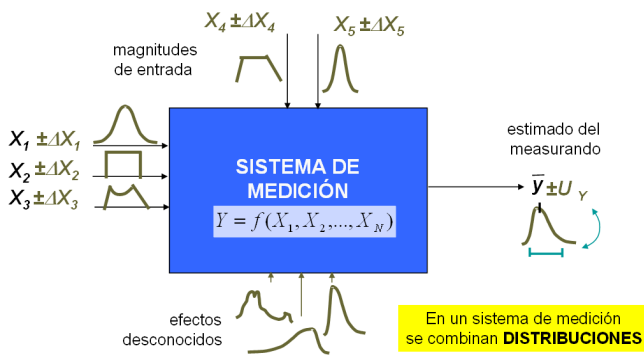 X4 ±ΔX4
X5 ±ΔX5
magnitudes
de entrada
X1 ±ΔX1
X2 ±ΔX2
X3 ±ΔX3
SISTEMA DE
MEDICIÓN
Y = f(X1, X2,..., XN)
estimado del
measurando
y ±U Y
efectos
desconocidos
En un sistema de medición
se combinan DISTRIBUCIONES